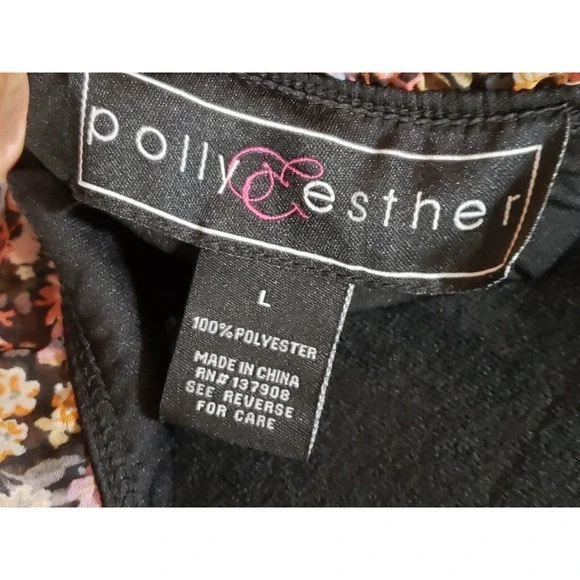 polly & esther
L
100% POLYESTER
MADE IN CHINA
RN# 137908
SEE REVERSE
FOR CARE